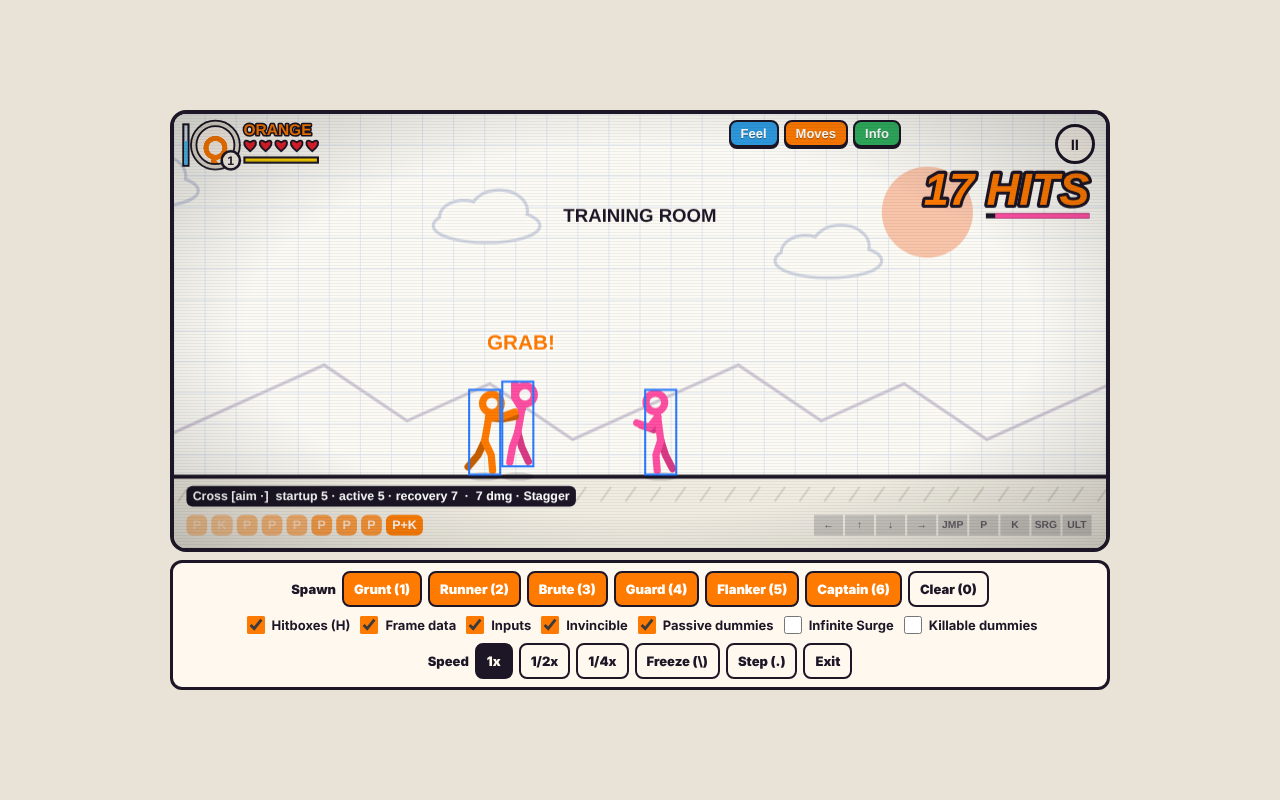 ORANGE
1
Feel
Moves
Info
17 HITS
TRAINING ROOM
GRAB!
Cross [aim ·] startup 5 · active 5 · recovery 7 · 7 dmg · Stagger
P K P P P P P P P+K
← ↑ ↓ → JMP P K SRG ULT
Spawn Grunt (1) Runner (2) Brute (3) Guard (4) Flanker (5) Captain (6) Clear (0)
Hitboxes (H) Frame data Inputs Invincible Passive dummies Infinite Surge Killable dummies
Speed 1x 1/2x 1/4x Freeze (\) Step (.) Exit